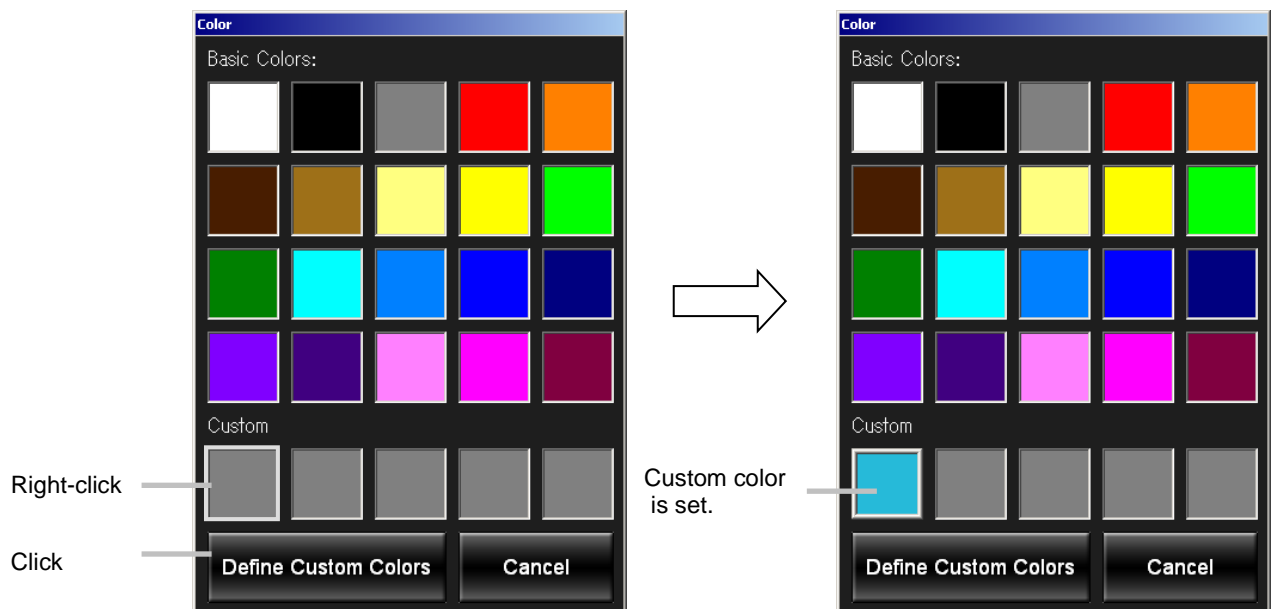 Color
Basic Colors:
Custom
Right-click
Click
Define Custom Colors
Cancel
Color
Basic Colors:
Custom
Custom color
is set.
Define Custom Colors
Cancel